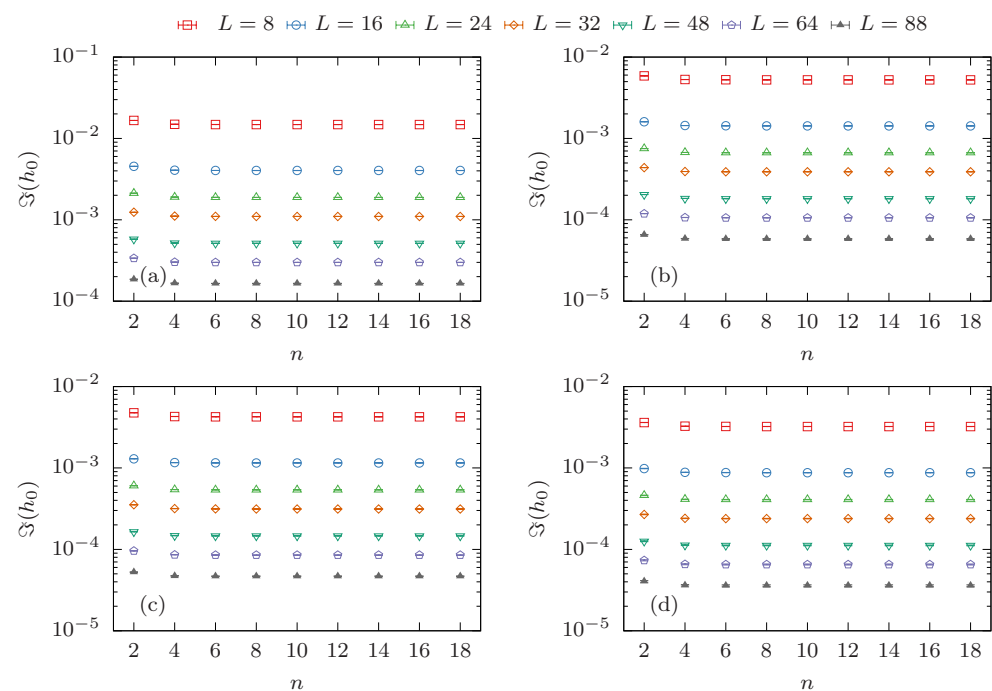 L = 8 L = 16 L = 24 L = 32 L = 48 L = 64 L = 88
10⁻¹
10⁻²
10⁻³
10⁻⁴
ℑ(h₀)
(a)
2 4 6 8 10 12 14 16 18
n
10⁻²
10⁻³
10⁻⁴
10⁻⁵
ℑ(h₀)
(b)
2 4 6 8 10 12 14 16 18
n
10⁻²
10⁻³
10⁻⁴
10⁻⁵
ℑ(h₀)
(c)
2 4 6 8 10 12 14 16 18
n
10⁻²
10⁻³
10⁻⁴
10⁻⁵
ℑ(h₀)
(d)
2 4 6 8 10 12 14 16 18
n